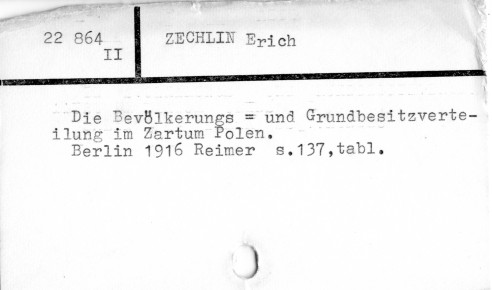 22 864
II
ZECHLIN Erich
Die Bevölkerungs = und Grundbesitzverte-
ilung im Zartum Polen.
Berlin 1916 Reimer s.137,tabl.